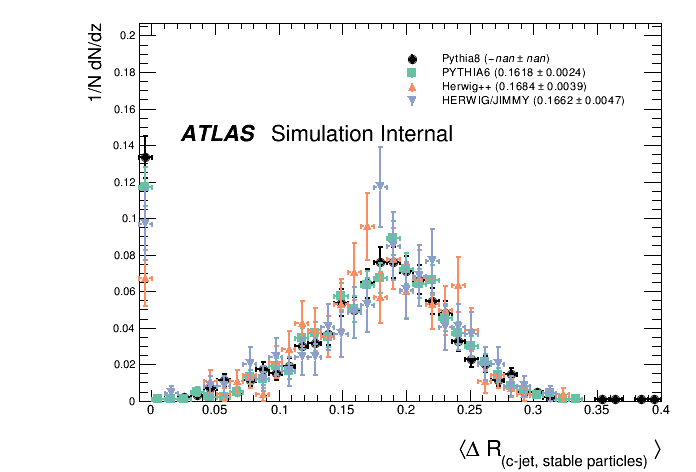 1/N dN/dz
0.2
0.18
0.16
0.14
0.12
0.1
0.08
0.06
0.04
0.02
0
Pythia8 (−nan ± nan)
PYTHIA6 (0.1618 ± 0.0024)
Herwig++ (0.1684 ± 0.0039)
HERWIG/JIMMY (0.1662 ± 0.0047)
ATLAS Simulation Internal
0 0.05 0.1 0.15 0.2 0.25 0.3 0.35 0.4
⟨Δ R(c-jet, stable particles) ⟩